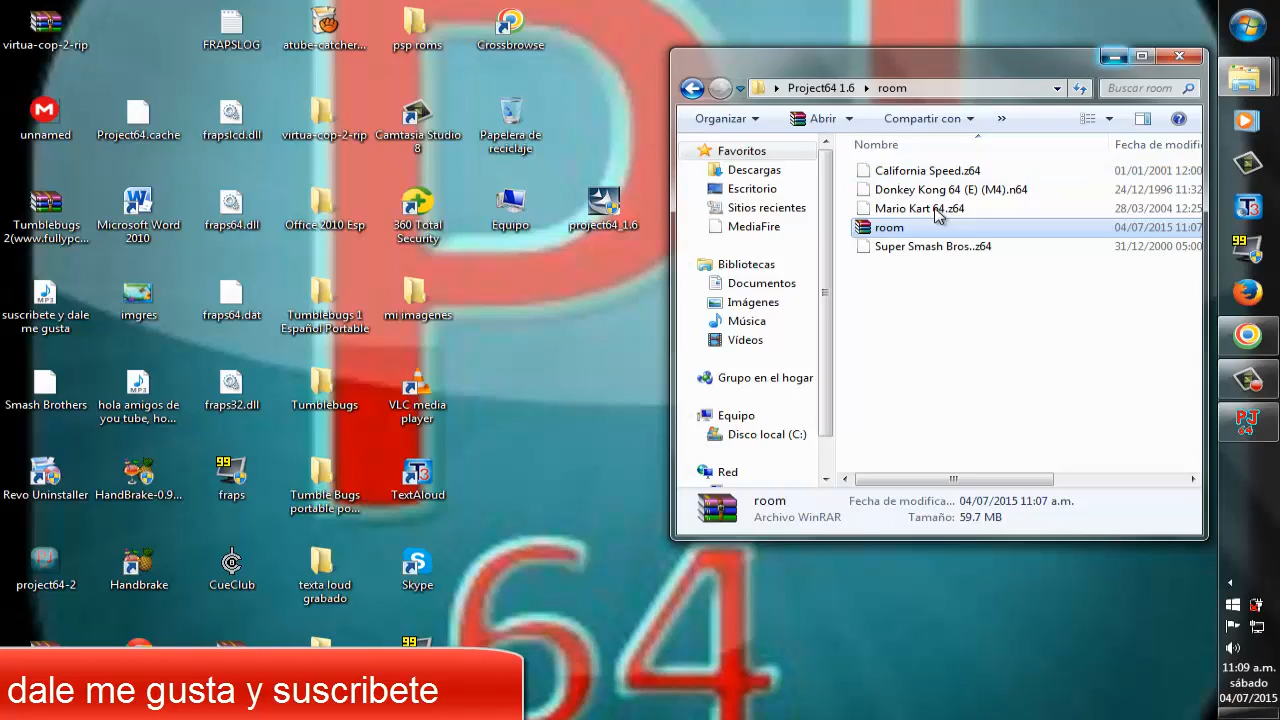 virtua-cop-2-rip
FRAPSLOG
atube-catcher...
psp roms
Crossbrowse
unnamed
Project64.cache
frapslcd.dll
virtua-cop-2-rip
Camtasia Studio
8
Papelera de
reciclaje
Tumblebugs
2(www.fullypc...
Microsoft Word
2010
fraps64.dll
Office 2010 Esp
360 Total
Security
Equipo
project64_1.6
suscribete y dale
me gusta
imgres
fraps64.dat
Tumblebugs 1
Español Portable
mi imagenes
Smash Brothers
hola amigos de
you tube, ho...
fraps32.dll
Tumblebugs
VLC media
player
Revo Uninstaller
HandBrake-0.9...
fraps
Tumble Bugs
portable po...
TextAloud
project64-2
Handbrake
CueClub
texta loud
grabado
Skype
64
dale me gusta y suscribete
Project64 1.6
room
Buscar room
Organizar
Abrir
Compartir con
»
Favoritos
Descargas
Escritorio
Sitios recientes
MediaFire
Bibliotecas
Documentos
Imágenes
Música
Vídeos
Grupo en el hogar
Equipo
Disco local (C:)
Red
Nombre
Fecha de modifi
California Speed.z64
01/01/2001 12:00
Donkey Kong 64 (E) (M4).n64
24/12/1996 11:32
Mario Kart 64.z64
28/03/2004 12:25
room
04/07/2015 11:07
Super Smash Bros..z64
31/12/2000 05:00
room
Fecha de modifica... 04/07/2015 11:07 a.m.
Archivo WinRAR
Tamaño: 59.7 MB
99
PJ
64
11:09 a.m.
sábado
04/07/2015